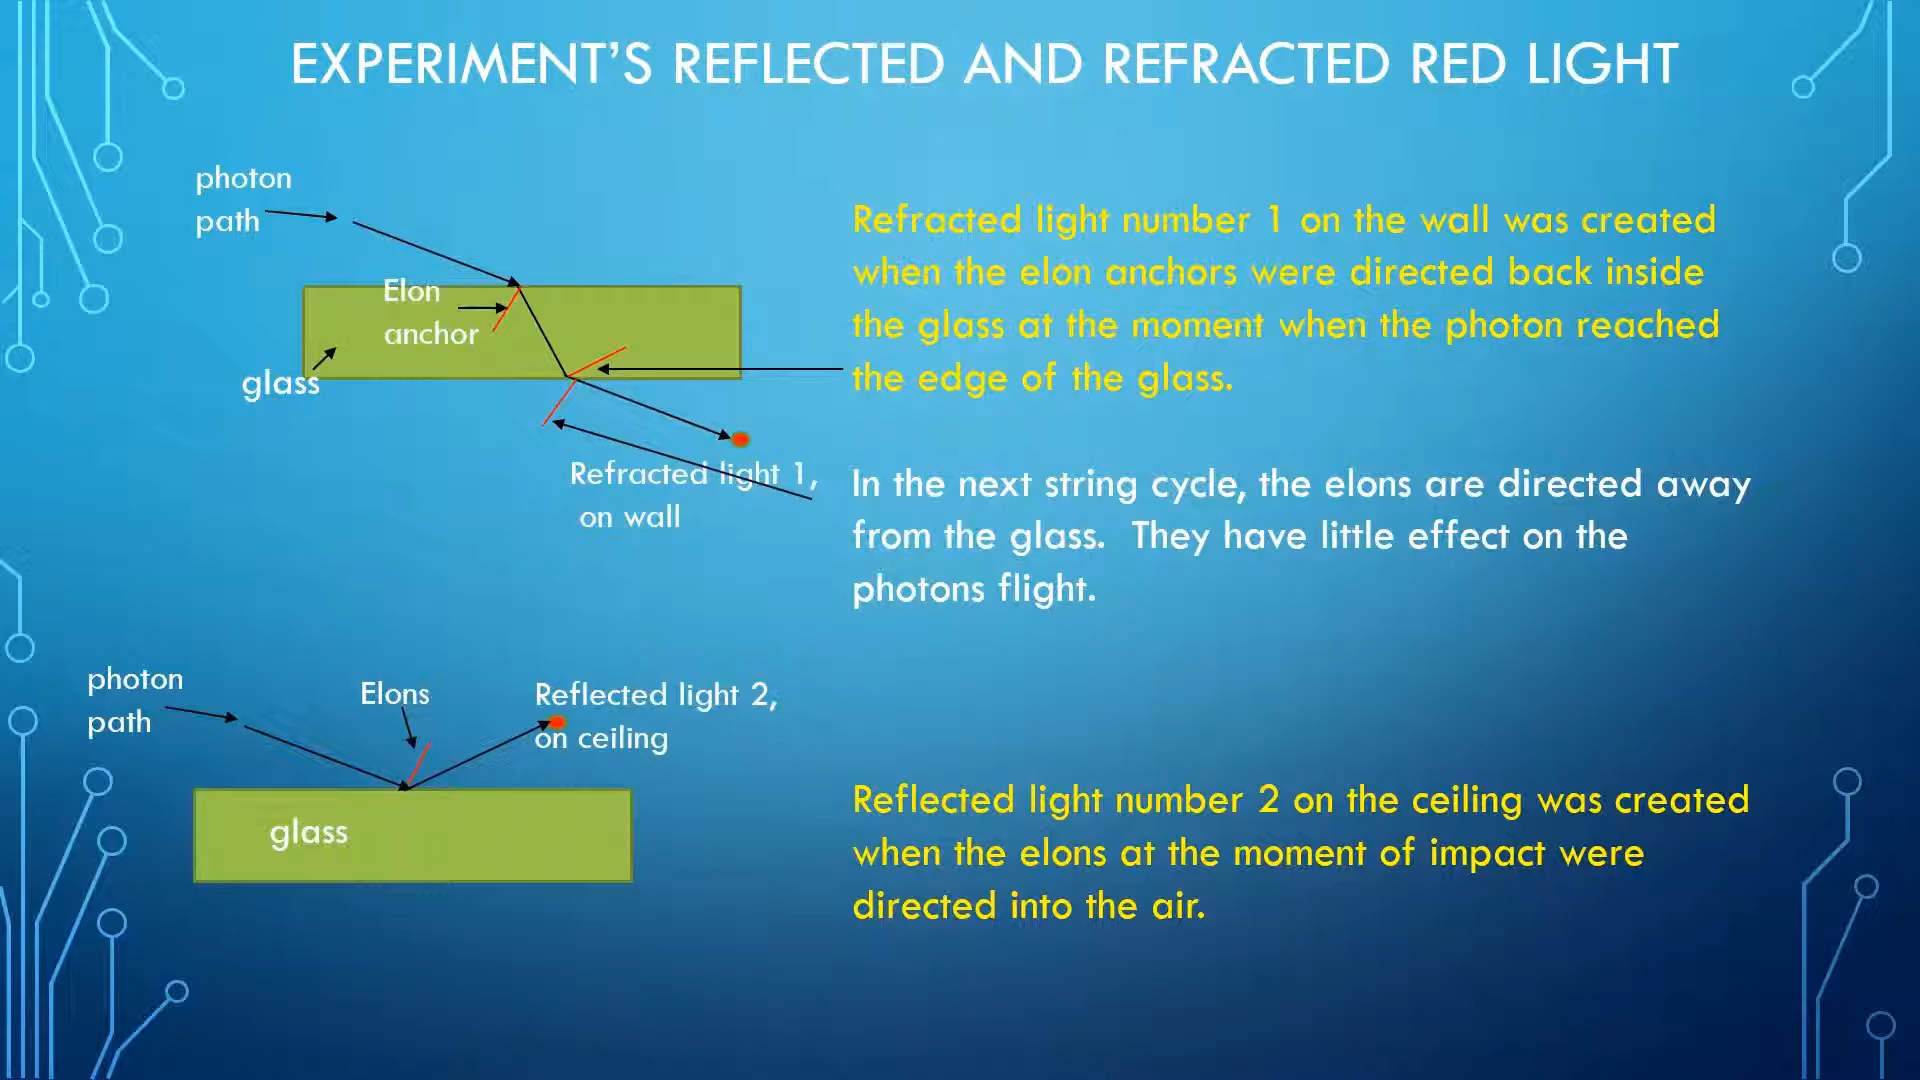 EXPERIMENT'S REFLECTED AND REFRACTED RED LIGHT
photon
path
Elon
anchor
glass
Refracted light 1,
on wall
Refracted light number 1 on the wall was created
when the elon anchors were directed back inside
the glass at the moment when the photon reached
the edge of the glass.
In the next string cycle, the elons are directed away
from the glass.  They have little effect on the
photons flight.
photon
path
Elons
Reflected light 2,
on ceiling
glass
Reflected light number 2 on the ceiling was created
when the elons at the moment of impact were
directed into the air.